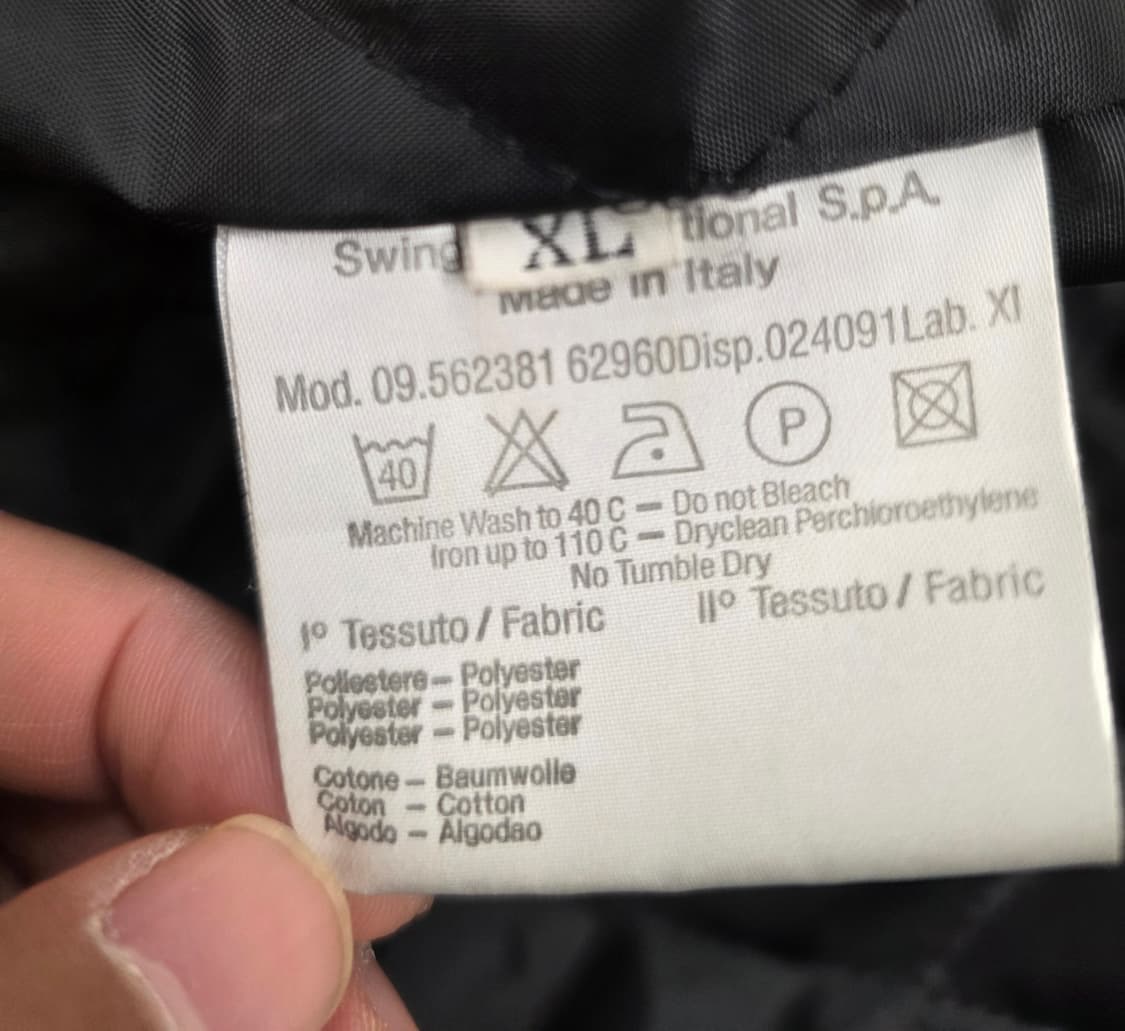 Swing XL tional S.p.A.
Made in Italy
Mod. 09.562381 62960Disp.024091Lab. XI
40 P
Machine Wash to 40 C — Do not Bleach
Iron up to 110 C — Dryclean Perchloroethylene
No Tumble Dry
I° Tessuto / Fabric II° Tessuto / Fabric
Poliestere — Polyester
Polyester — Polyester
Polyester — Polyester
Cotone — Baumwolle
Coton — Cotton
Algodo — Algodao